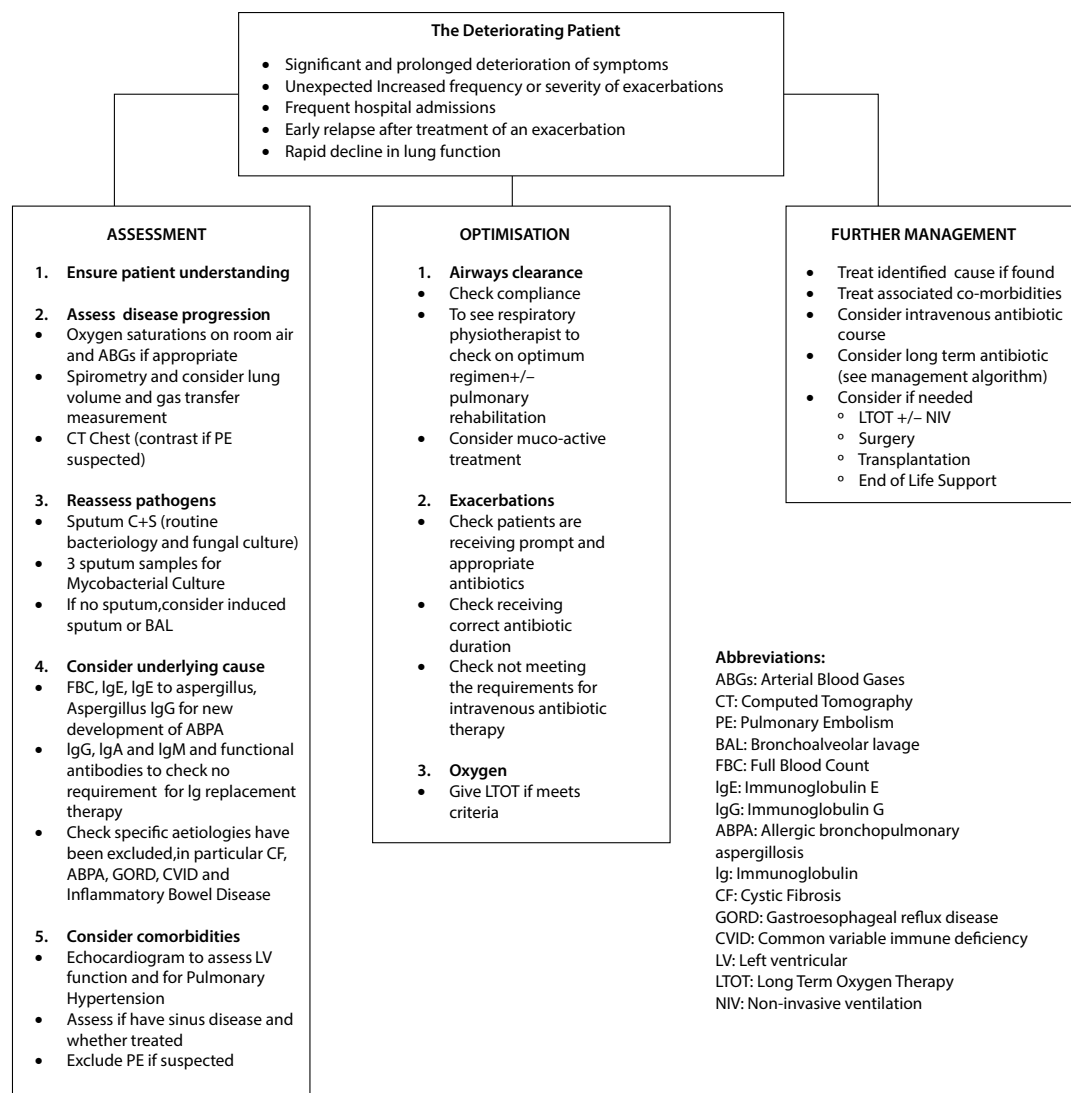 The Deteriorating Patient
• Significant and prolonged deterioration of symptoms
• Unexpected Increased frequency or severity of exacerbations
• Frequent hospital admissions
• Early relapse after treatment of an exacerbation
• Rapid decline in lung function
ASSESSMENT
1. Ensure patient understanding
2. Assess disease progression
• Oxygen saturations on room air
and ABGs if appropriate
• Spirometry and consider lung
volume and gas transfer
measurement
• CT Chest (contrast if PE
suspected)
3. Reassess pathogens
• Sputum C+S (routine
bacteriology and fungal culture)
• 3 sputum samples for
Mycobacterial Culture
• If no sputum,consider induced
sputum or BAL
4. Consider underlying cause
• FBC, IgE, IgE to aspergillus,
Aspergillus IgG for new
development of ABPA
• IgG, IgA and IgM and functional
antibodies to check no
requirement for Ig replacement
therapy
• Check specific aetiologies have
been excluded,in particular CF,
ABPA, GORD, CVID and
Inflammatory Bowel Disease
5. Consider comorbidities
• Echocardiogram to assess LV
function and for Pulmonary
Hypertension
• Assess if have sinus disease and
whether treated
• Exclude PE if suspected
OPTIMISATION
1. Airways clearance
• Check compliance
• To see respiratory
physiotherapist to
check on optimum
regimen+/–
pulmonary
rehabilitation
• Consider muco-active
treatment
2. Exacerbations
• Check patients are
receiving prompt and
appropriate
antibiotics
• Check receiving
correct antibiotic
duration
• Check not meeting
the requirements for
intravenous antibiotic
therapy
3. Oxygen
• Give LTOT if meets
criteria
FURTHER MANAGEMENT
• Treat identified cause if found
• Treat associated co-morbidities
• Consider intravenous antibiotic
course
• Consider long term antibiotic
(see management algorithm)
• Consider if needed
o LTOT +/– NIV
o Surgery
o Transplantation
o End of Life Support
Abbreviations:
ABGs: Arterial Blood Gases
CT: Computed Tomography
PE: Pulmonary Embolism
BAL: Bronchoalveolar lavage
FBC: Full Blood Count
IgE: Immunoglobulin E
IgG: Immunoglobulin G
ABPA: Allergic bronchopulmonary
aspergillosis
Ig: Immunoglobulin
CF: Cystic Fibrosis
GORD: Gastroesophageal reflux disease
CVID: Common variable immune deficiency
LV: Left ventricular
LTOT: Long Term Oxygen Therapy
NIV: Non-invasive ventilation